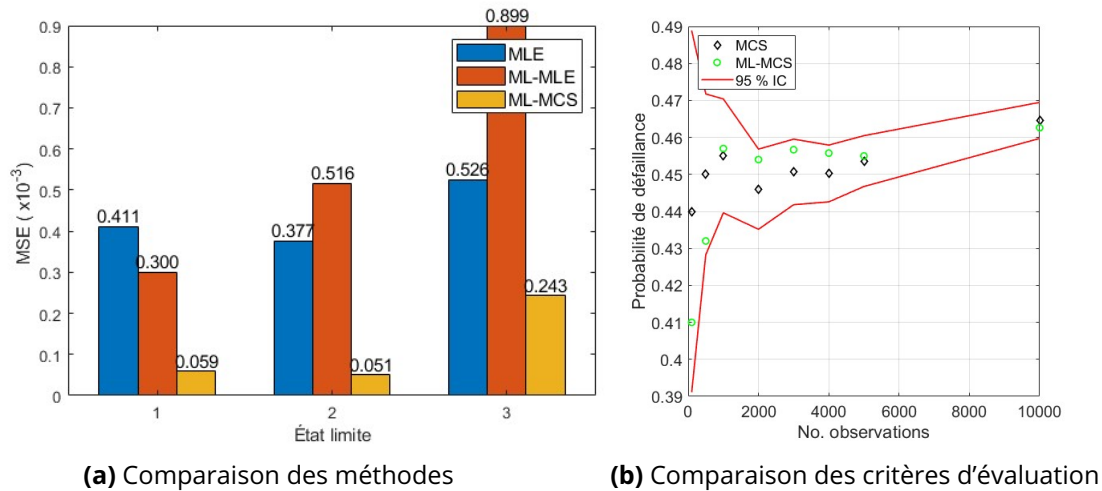 MSE ( x10-3)
0.9
0.8
0.7
0.6
0.5
0.4
0.3
0.2
0.1
0
0.411
0.300
0.059
0.377
0.516
0.051
0.526
0.899
0.243
MLE
ML-MLE
ML-MCS
1 2 3
État limite
(a) Comparaison des méthodes
Probabilité de défaillance
0.49
0.48
0.47
0.46
0.45
0.44
0.43
0.42
0.41
0.4
0.39
MCS
ML-MCS
95 % IC
0 2000 4000 6000 8000 10000
No. observations
(b) Comparaison des critères d’évaluation